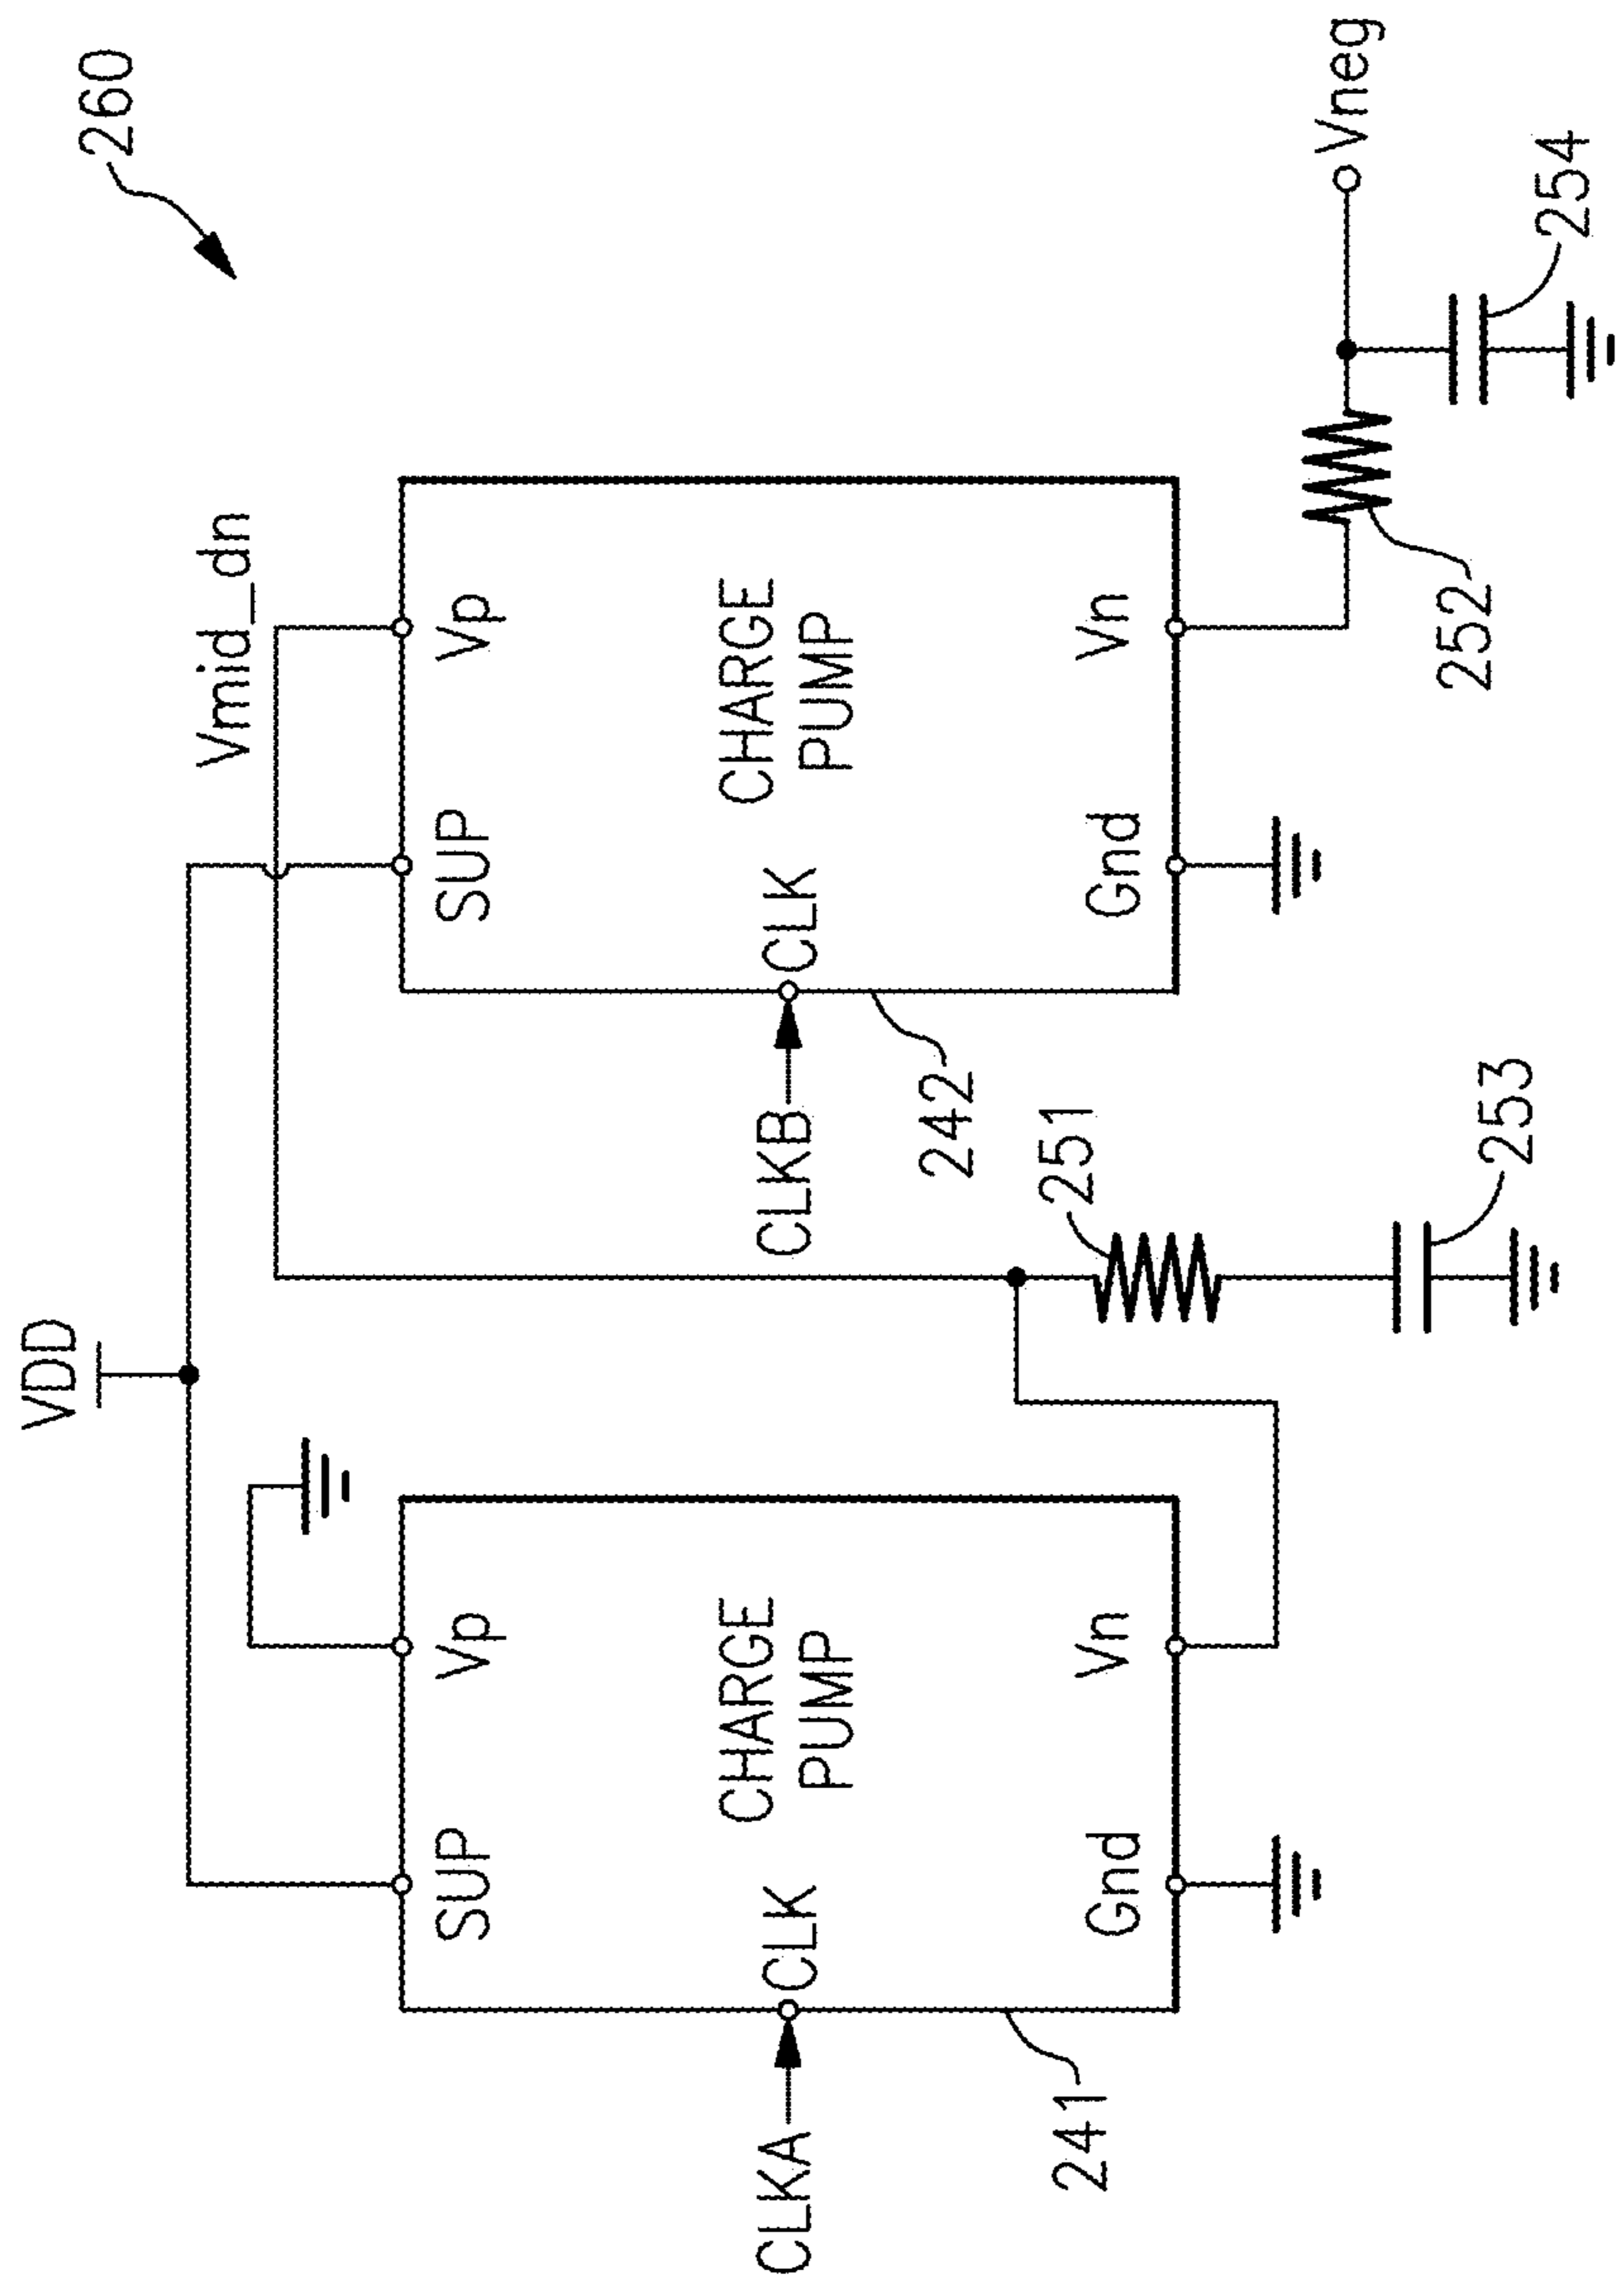 260
VDD
Vmid_dn
SUP
Vp
CLKA
CLK
CHARGE
PUMP
Gnd
Vn
241
SUP
Vp
CLKB
CLK
CHARGE
PUMP
Gnd
Vn
242
251
253
252
254
Vneg